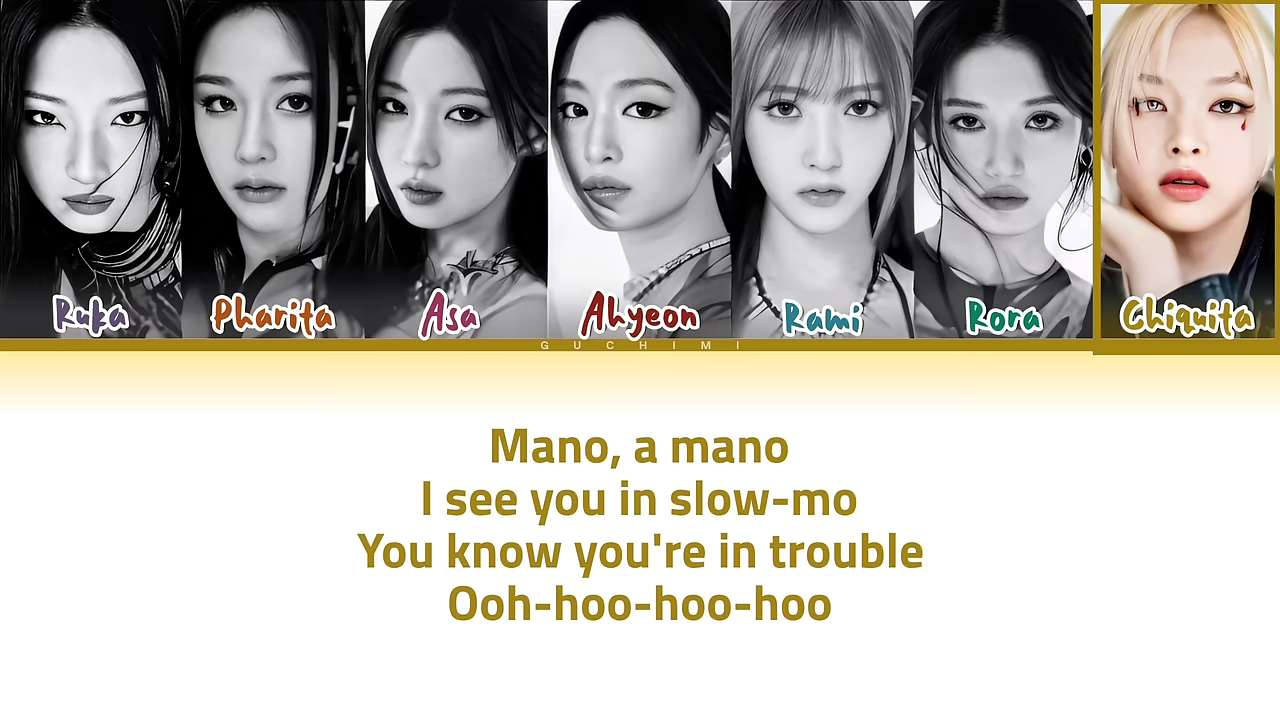 Ruka
Pharita
Asa
Ahyeon
Rami
Rora
Chiquita
GUCHIMI
Mano, a mano
I see you in slow-mo
You know you're in trouble
Ooh-hoo-hoo-hoo